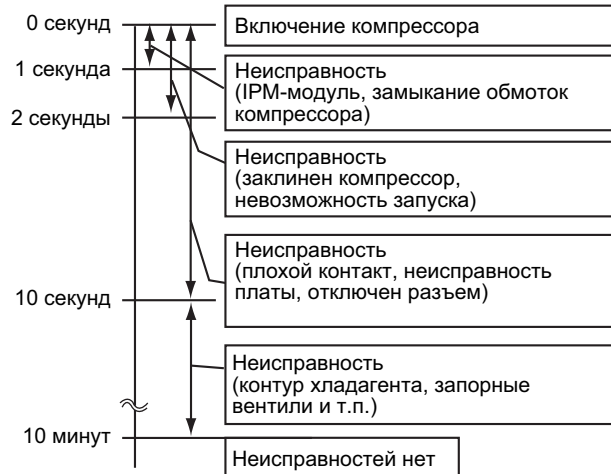 0 секунд
Включение компрессора
1 секунда
Неисправность
(IPM-модуль, замыкание обмоток
компрессора)
2 секунды
Неисправность
(заклинен компрессор,
невозможность запуска)
Неисправность
(плохой контакт, неисправность
платы, отключен разъем)
10 секунд
Неисправность
(контур хладагента, запорные
вентили и т.п.)
10 минут
Неисправностей нет